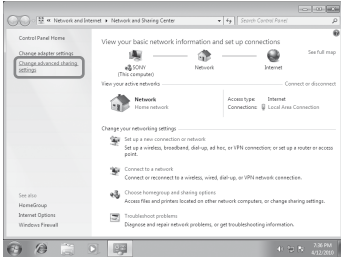 « Network and Internet ▸ Network and Sharing Center
Search Control Panel
Control Panel Home
Change adapter settings
Change advanced sharing
settings
See also
HomeGroup
Internet Options
Windows Firewall
View your basic network information and set up connections
See full map
SONY
(This computer)
Network
Internet
View your active networks
Connect or disconnect
Network
Home network
Access type: Internet
Connections: Local Area Connection
Change your networking settings
Set up a new connection or network
Set up a wireless, broadband, dial-up, ad hoc, or VPN connection; or set up a router or access
point.
Connect to a network
Connect or reconnect to a wireless, wired, dial-up, or VPN network connection.
Choose homegroup and sharing options
Access files and printers located on other network computers, or change sharing settings.
Troubleshoot problems
Diagnose and repair network problems, or get troubleshooting information.
7:36 PM
4/12/2010